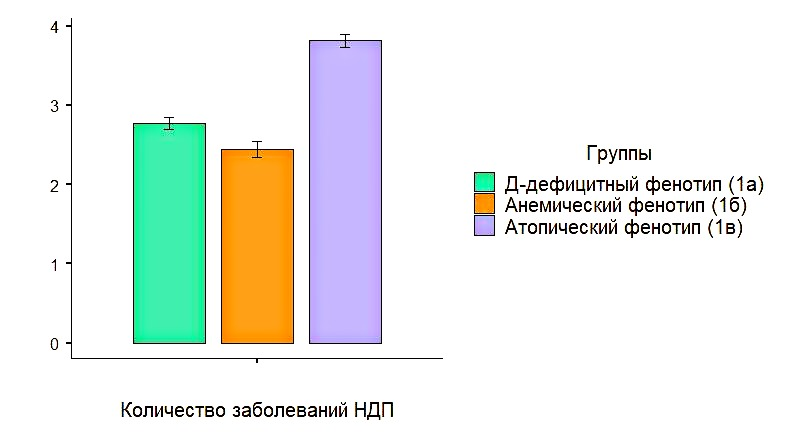 4
3
2
1
0
Группы
Д-дефицитный фенотип (1а)
Анемический фенотип (1б)
Атопический фенотип (1в)
Количество заболеваний НДП